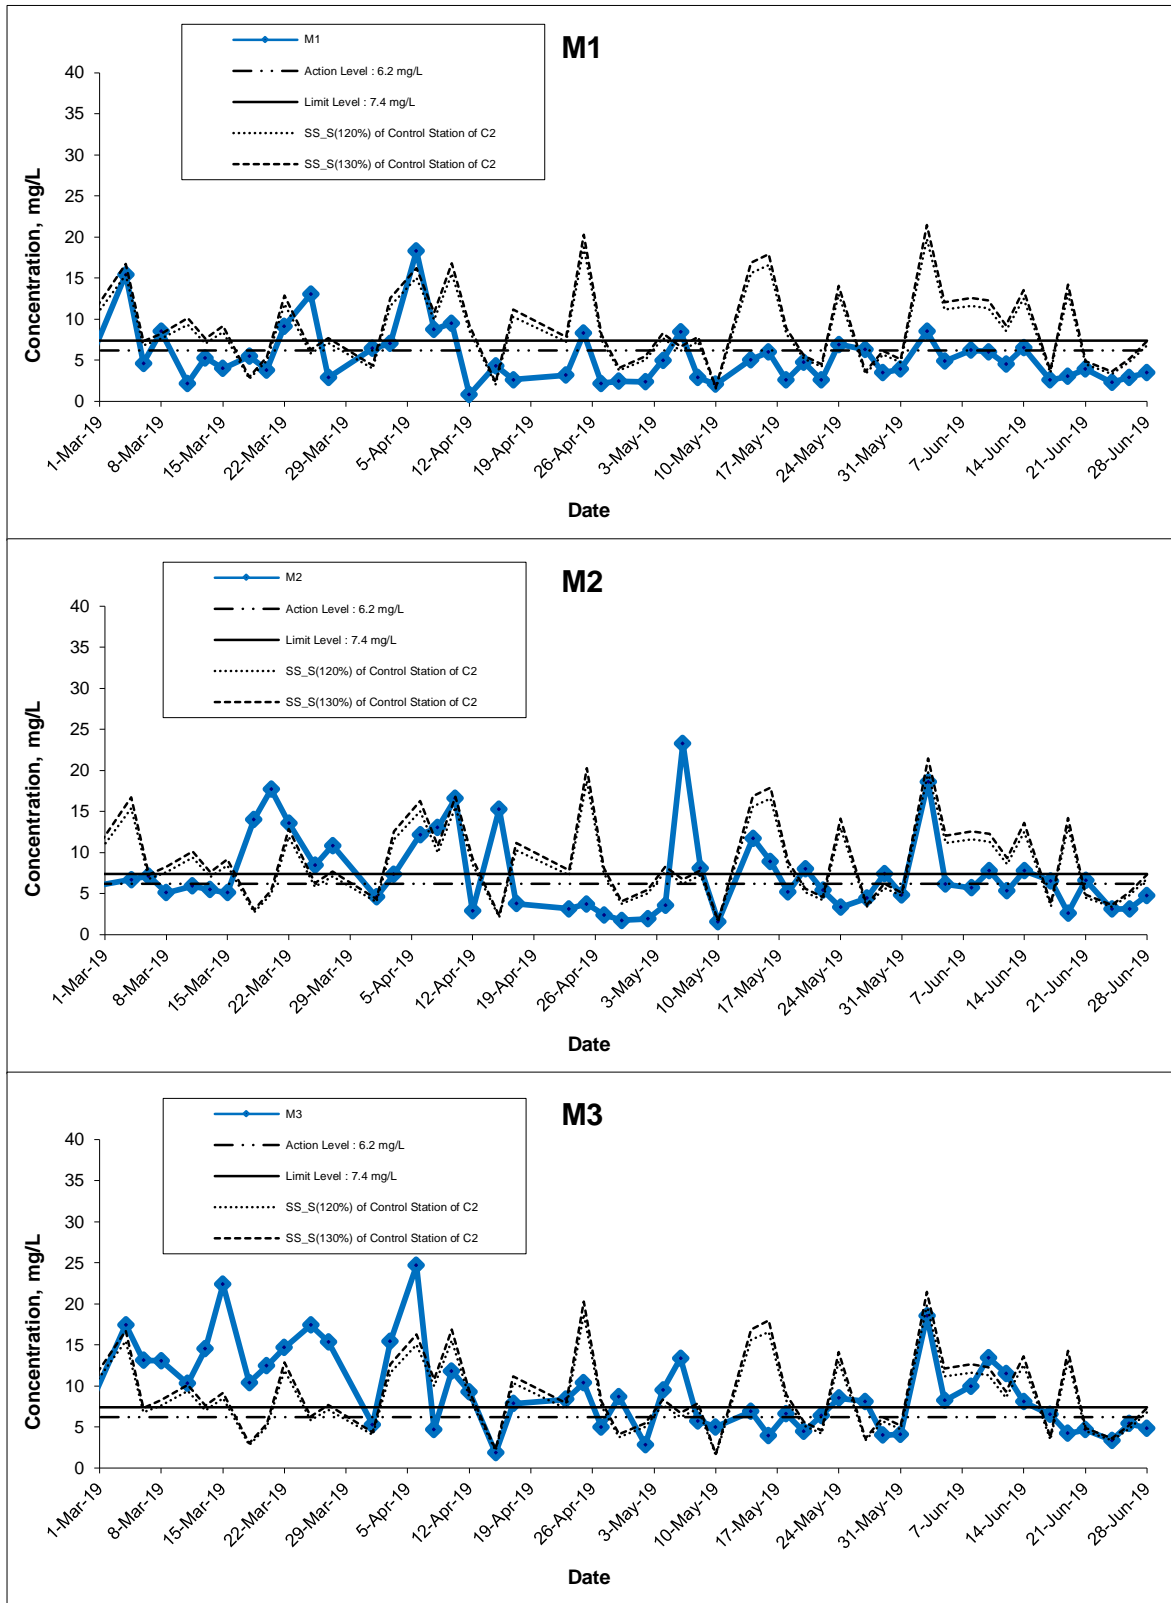 M1
M1
Action Level : 6.2 mg/L
Limit Level : 7.4 mg/L
SS_S(120%) of Control Station of C2
SS_S(130%) of Control Station of C2
Concentration, mg/L
40
35
30
25
20
15
10
5
0
1-Mar-19
8-Mar-19
15-Mar-19
22-Mar-19
29-Mar-19
5-Apr-19
12-Apr-19
19-Apr-19
26-Apr-19
3-May-19
10-May-19
17-May-19
24-May-19
31-May-19
7-Jun-19
14-Jun-19
21-Jun-19
28-Jun-19
Date
M2
M2
Action Level : 6.2 mg/L
Limit Level : 7.4 mg/L
SS_S(120%) of Control Station of C2
SS_S(130%) of Control Station of C2
Concentration, mg/L
40
35
30
25
20
15
10
5
0
1-Mar-19
8-Mar-19
15-Mar-19
22-Mar-19
29-Mar-19
5-Apr-19
12-Apr-19
19-Apr-19
26-Apr-19
3-May-19
10-May-19
17-May-19
24-May-19
31-May-19
7-Jun-19
14-Jun-19
21-Jun-19
28-Jun-19
Date
M3
M3
Action Level : 6.2 mg/L
Limit Level : 7.4 mg/L
SS_S(120%) of Control Station of C2
SS_S(130%) of Control Station of C2
Concentration, mg/L
40
35
30
25
20
15
10
5
0
1-Mar-19
8-Mar-19
15-Mar-19
22-Mar-19
29-Mar-19
5-Apr-19
12-Apr-19
19-Apr-19
26-Apr-19
3-May-19
10-May-19
17-May-19
24-May-19
31-May-19
7-Jun-19
14-Jun-19
21-Jun-19
28-Jun-19
Date